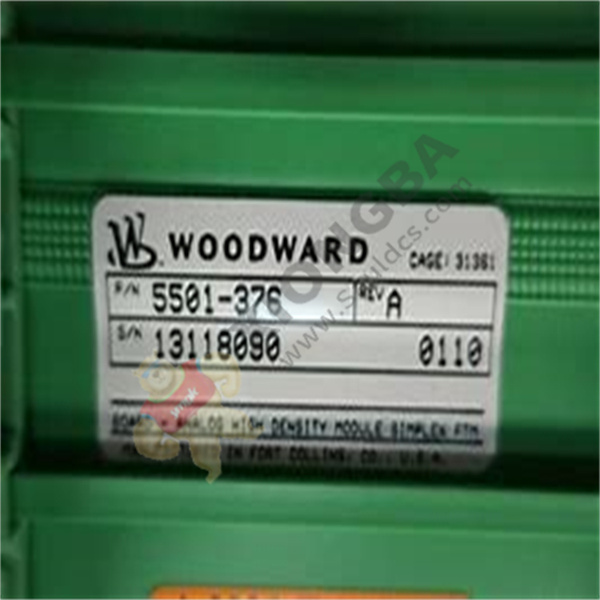 WOODWARD CAGE: 31361
P/N 5501-376 REV A
S/N 13118090 0110
BOARD - ANALOG HIGH DENSITY MODULE SIMPLEX FTM
IN FORT COLLINS, CO., U.S.A.
HONGBA